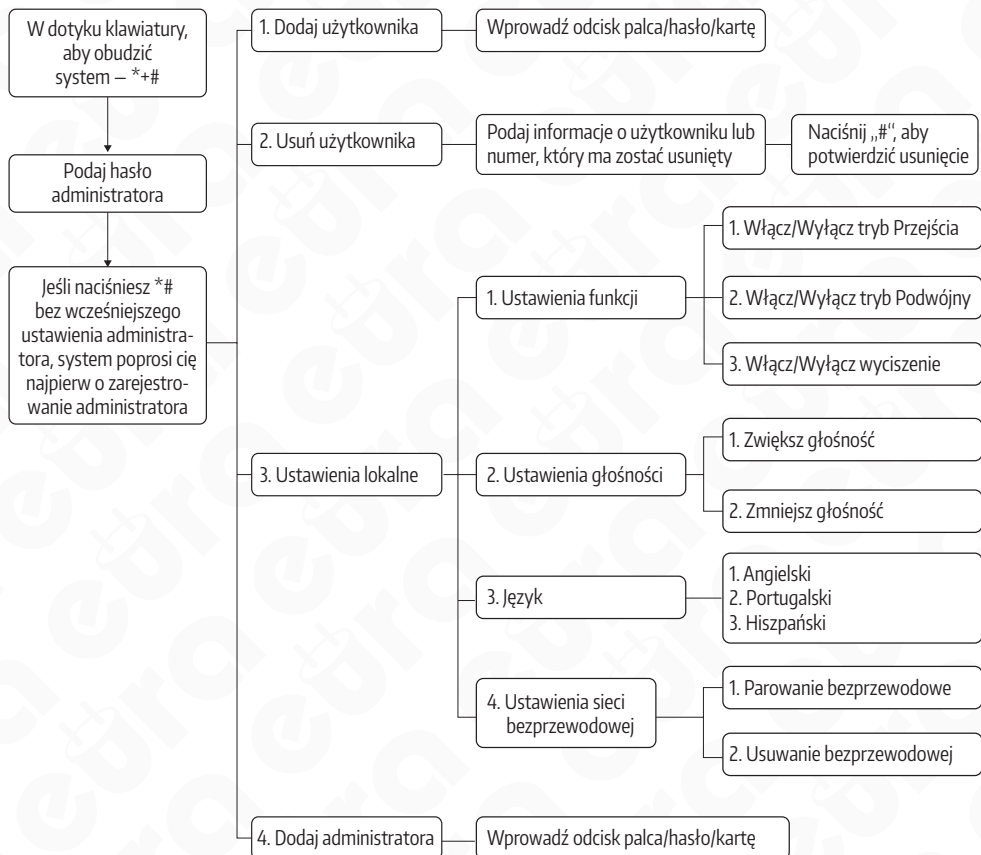 W dotyku klawiatury,
aby obudzić
system – *+#
Podaj hasło
administratora
Jeśli naciśniesz *#
bez wcześniejszego
ustawienia administra-
tora, system poprosi cię
najpierw o zarejestro-
wanie administratora
1. Dodaj użytkownika
Wprowadź odcisk palca/hasło/kartę
2. Usuń użytkownika
Podaj informacje o użytkowniku lub
numer, który ma zostać usunięty
Naciśnij „#“, aby
potwierdzić usunięcie
3. Ustawienia lokalne
1. Ustawienia funkcji
1. Włącz/Wyłącz tryb Przejścia
2. Włącz/Wyłącz tryb Podwójny
3. Włącz/Wyłącz wyciszenie
2. Ustawienia głośności
1. Zwiększ głośność
2. Zmniejsz głośność
3. Język
1. Angielski
2. Portugalski
3. Hiszpański
4. Ustawienia sieci
bezprzewodowej
1. Parowanie bezprzewodowe
2. Usuwanie bezprzewodowej
4. Dodaj administratora
Wprowadź odcisk palca/hasło/kartę